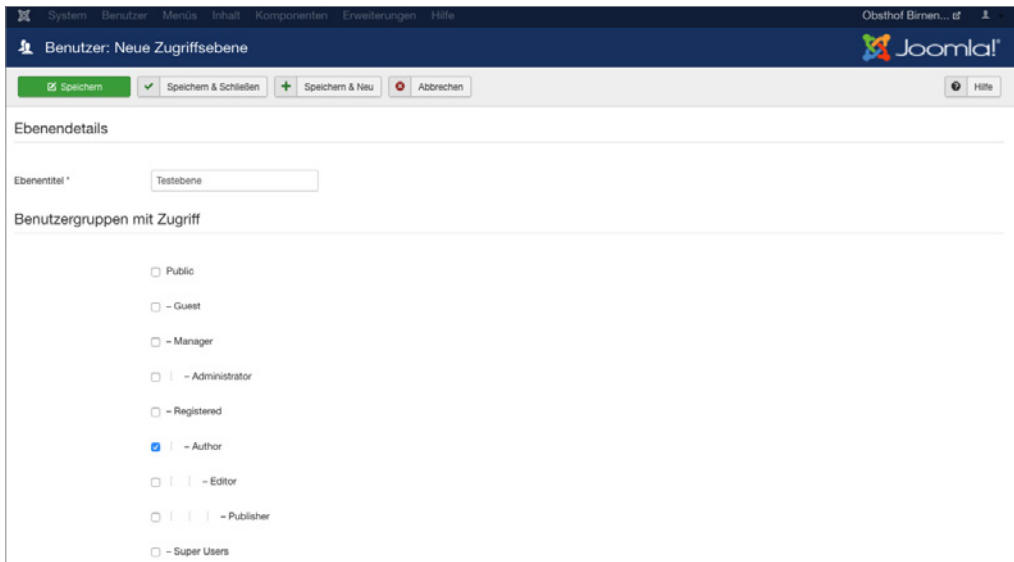 System Benutzer Menüs Inhalt Komponenten Erweiterungen Hilfe Obsthof Birnen...
Benutzer: Neue Zugriffsebene Joomla!®
Speichern Speichern & Schließen Speichern & Neu Abbrechen Hilfe
Ebenendetails
Ebenentitel * Testebene
Benutzergruppen mit Zugriff
Public
– Guest
– Manager
– Administrator
– Registered
– Author
– Editor
– Publisher
– Super Users